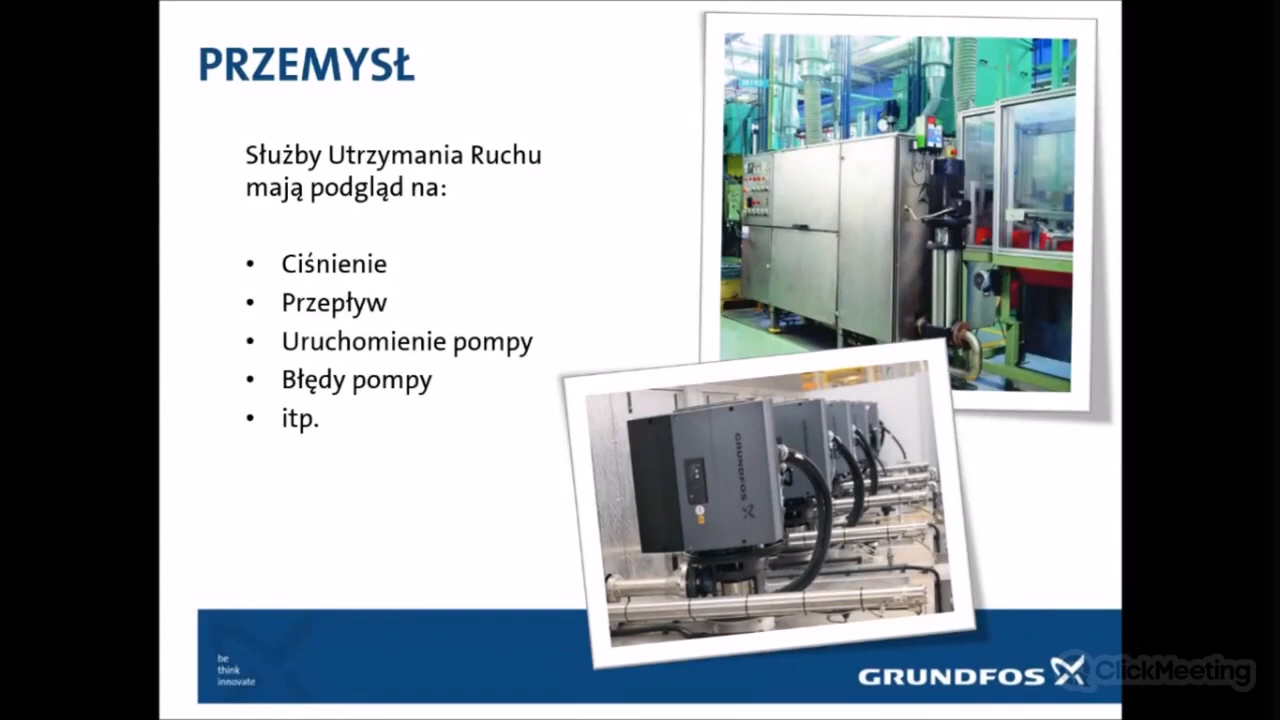 PRZEMYSŁ
Służby Utrzymania Ruchu
mają podgląd na:
• Ciśnienie
• Przepływ
• Uruchomienie pompy
• Błędy pompy
• itp.
GRUNDFOS
be
think
innovate
GRUNDFOS
ClickMeeting